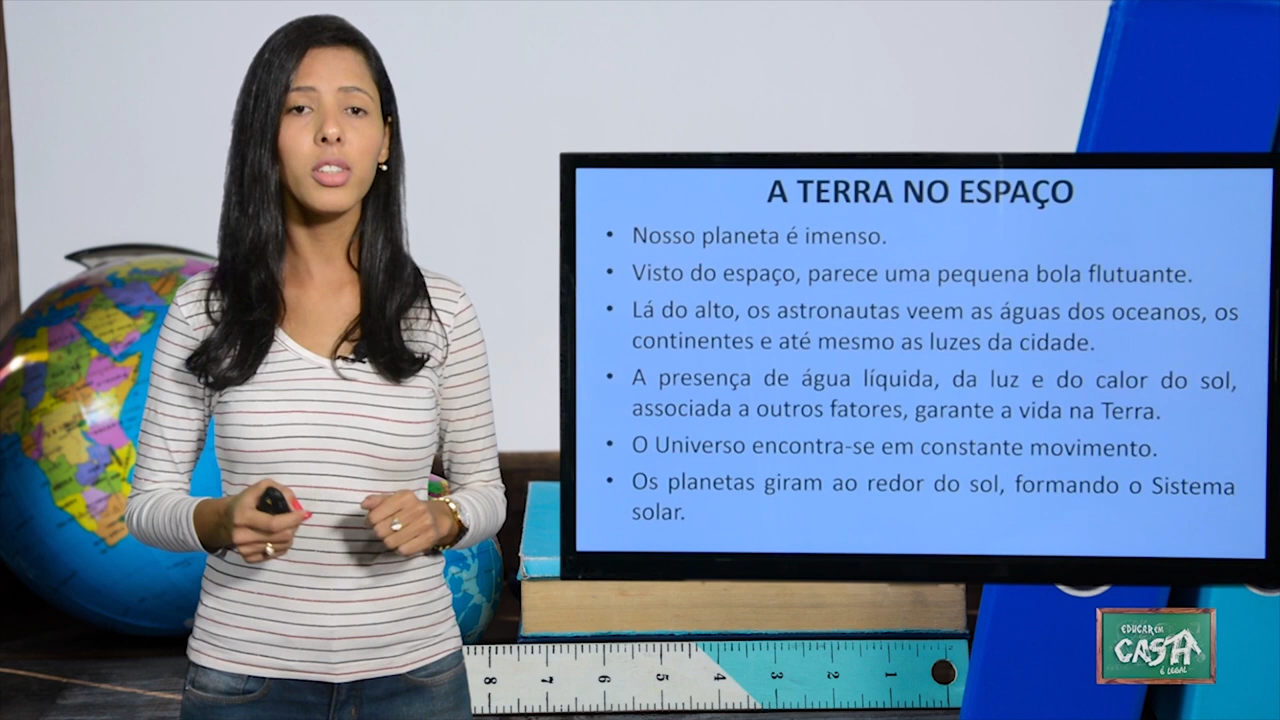 A TERRA NO ESPAÇO
• Nosso planeta é imenso.
• Visto do espaço, parece uma pequena bola flutuante.
• Lá do alto, os astronautas veem as águas dos oceanos, os
continentes e até mesmo as luzes da cidade.
• A presença de água líquida, da luz e do calor do sol,
associada a outros fatores, garante a vida na Terra.
• O Universo encontra-se em constante movimento.
• Os planetas giram ao redor do sol, formando o Sistema
solar.
EDUCAR EM
CASA
É LEGAL
8 7 6 5 4 3 2 1